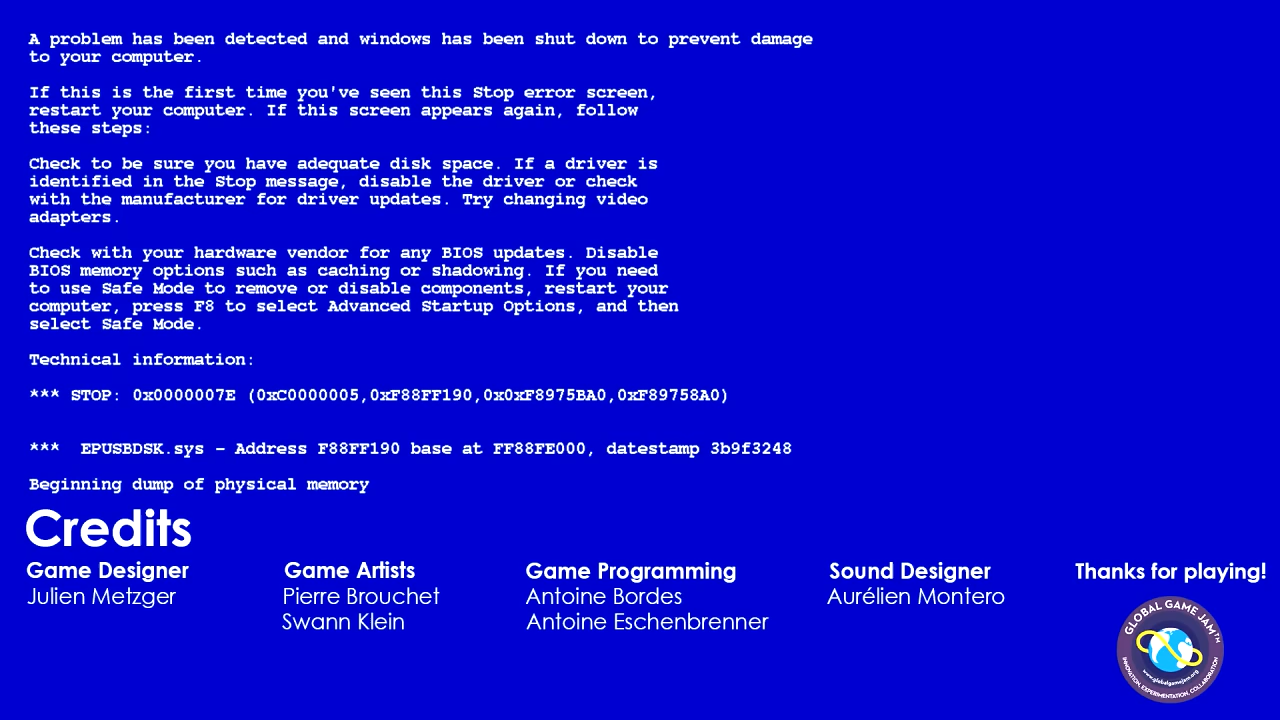 A problem has been detected and windows has been shut down to prevent damage
to your computer.
If this is the first time you've seen this Stop error screen,
restart your computer. If this screen appears again, follow
these steps:
Check to be sure you have adequate disk space. If a driver is
identified in the Stop message, disable the driver or check
with the manufacturer for driver updates. Try changing video
adapters.
Check with your hardware vendor for any BIOS updates. Disable
BIOS memory options such as caching or shadowing. If you need
to use Safe Mode to remove or disable components, restart your
computer, press F8 to select Advanced Startup Options, and then
select Safe Mode.
Technical information:
*** STOP: 0x0000007E (0xC0000005,0xF88FF190,0x0xF8975BA0,0xF89758A0)
*** EPUSBDSK.sys – Address F88FF190 base at FF88FE000, datestamp 3b9f3248
Beginning dump of physical memory
Credits
Game Designer
Julien Metzger
Game Artists
Pierre Brouchet
Swann Klein
Game Programming
Antoine Bordes
Antoine Eschenbrenner
Sound Designer
Aurélien Montero
Thanks for playing!
GLOBAL GAME JAM™
www.globalgamejam.org
INNOVATION, EXPERIMENTATION, COLLABORATION